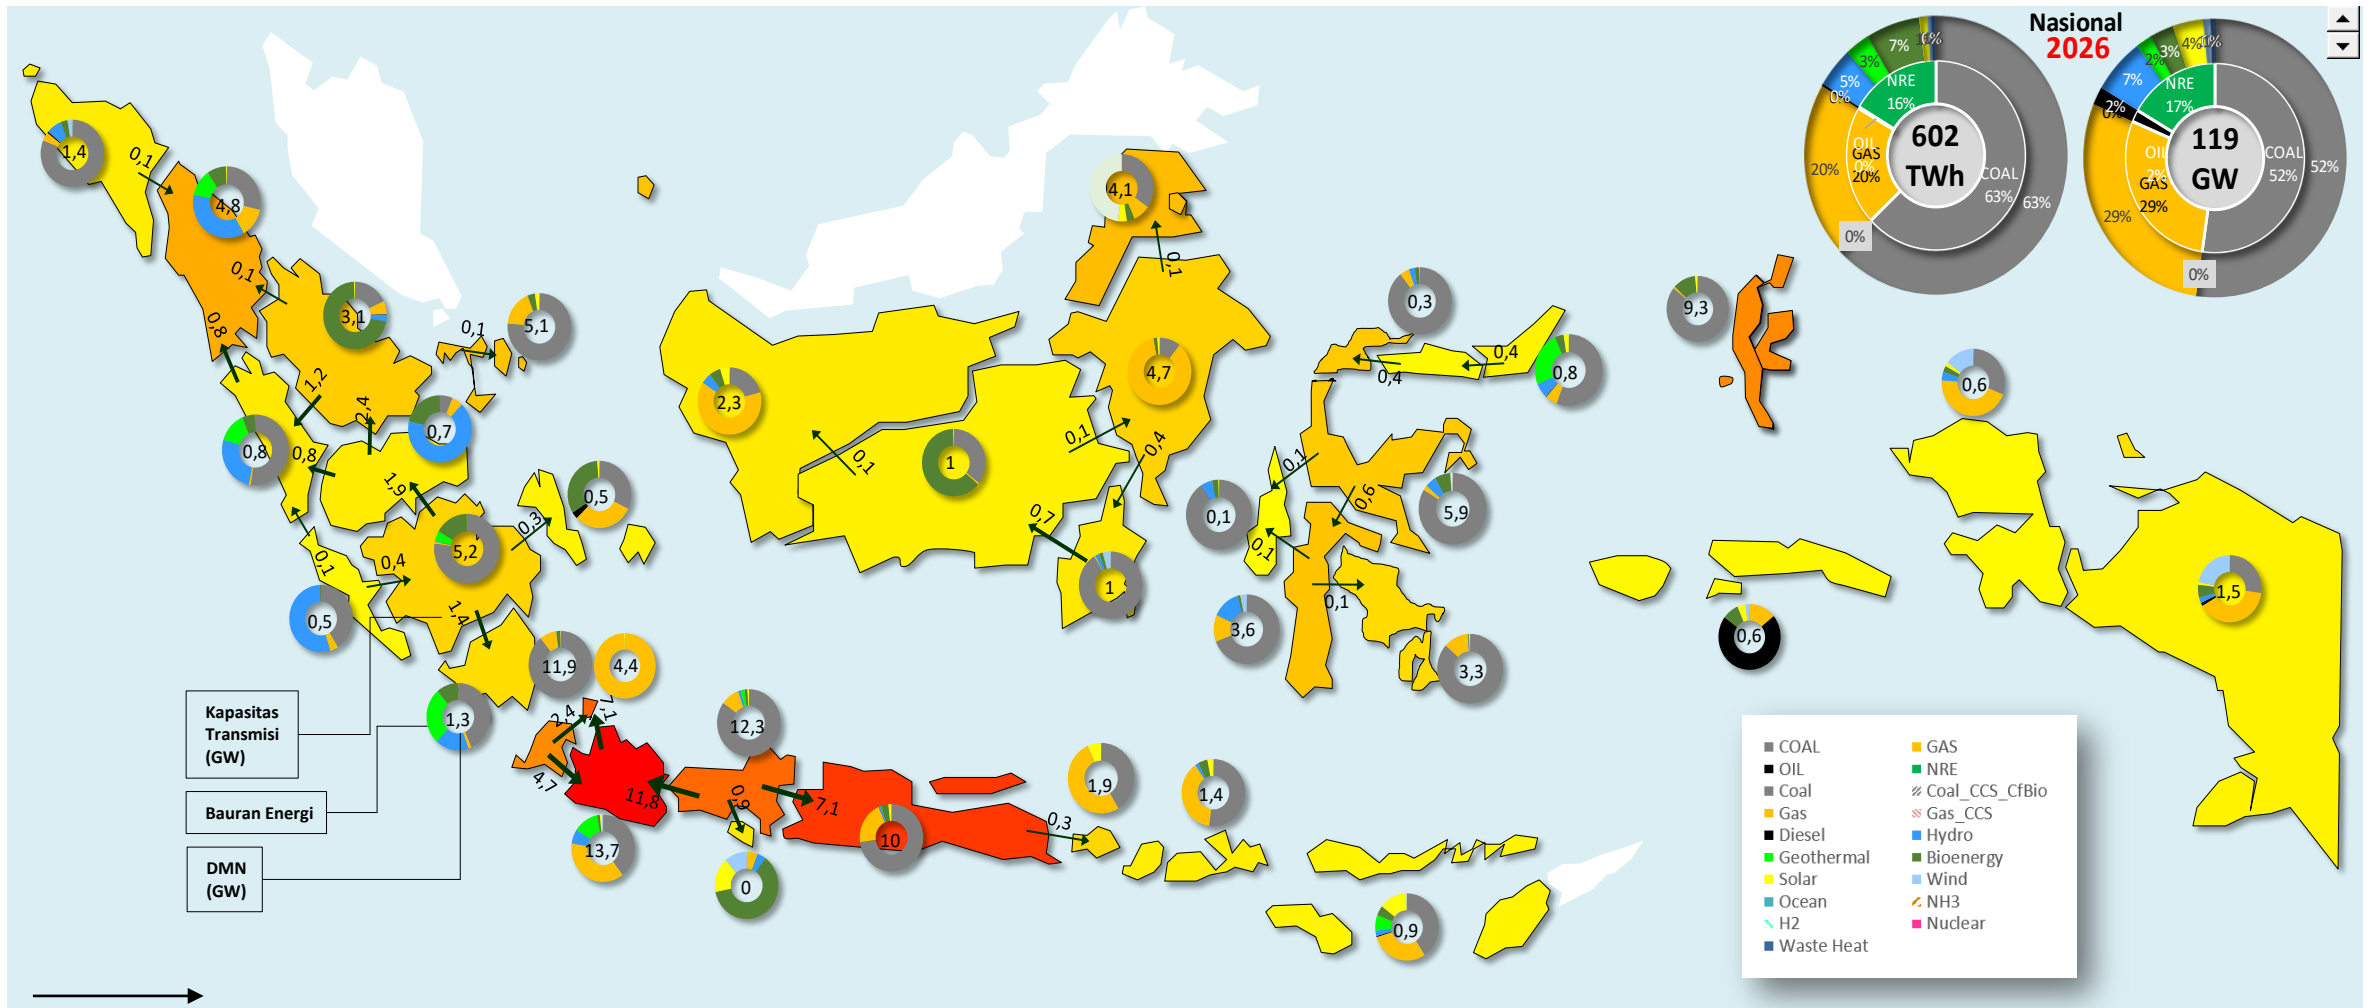 Nasional
2026
602
TWh
COAL
63%
63%
GAS
20%
20%
OIL
0%
0%
0%
NRE
16%
5%
3%
7%
0%
119
GW
COAL
52%
52%
GAS
29%
29%
0%
OIL
2%
2%
0%
NRE
17%
7%
2%
3%
4%
1,4
0,1
4,8
0,1
3,1
0,8
0,1
5,1
1,2
2,4
0,7
0,8
0,8
1,9
0,5
0,3
5,2
0,4
0,1
0,5
1,4
11,9
4,4
1,3
2,4
7,1
4,7
11,8
13,7
12,3
0,9
0
7,1
10
0,3
1,9
1,4
0,9
4,1
0,1
2,3
4,7
0,1
1
0,1
0,4
0,7
1
0,3
0,4
0,4
0,8
0,1
0,1
0,6
5,9
0,1
0,1
3,6
3,3
9,3
0,6
0,6
1,5
Kapasitas
Transmisi
(GW)
Bauran Energi
DMN
(GW)
COAL
GAS
OIL
NRE
Coal
Coal_CCS_CfBio
Gas
Gas_CCS
Diesel
Hydro
Geothermal
Bioenergy
Solar
Wind
Ocean
NH3
H2
Nuclear
Waste Heat